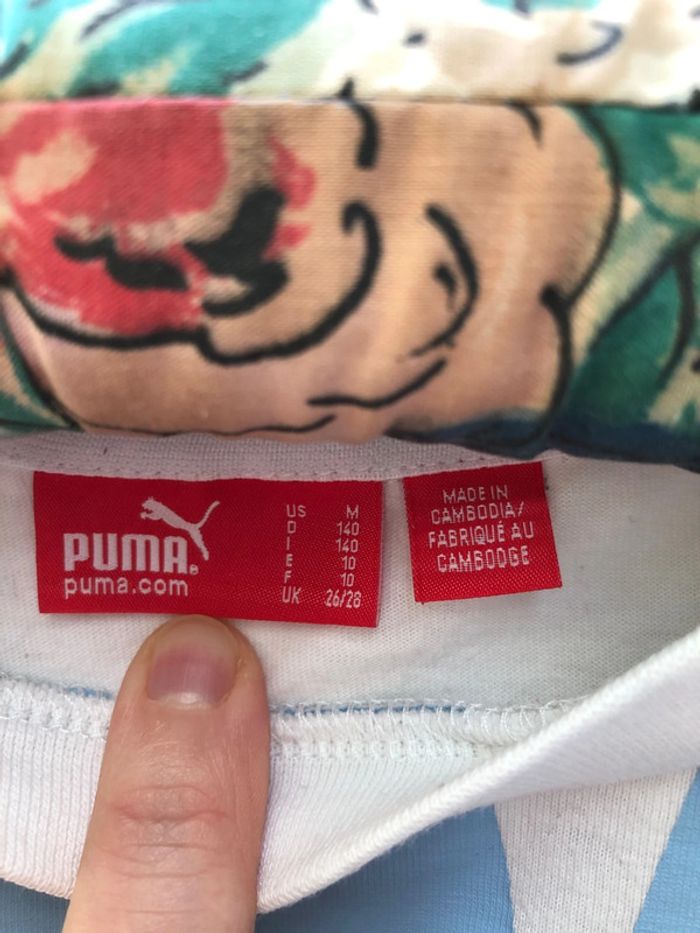 PUMA®
puma.com
US M
D 140
I 140
E 10
F 10
UK 26/28
MADE IN
CAMBODIA/
FABRIQUÉ AU
CAMBODGE